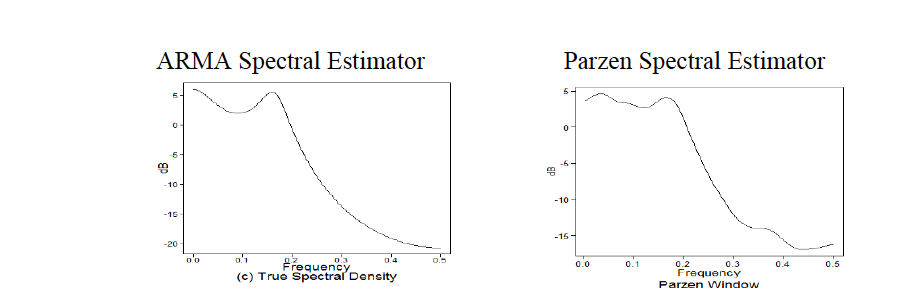 ARMA Spectral Estimator
Parzen Spectral Estimator
5
0
-5
-10
-15
-20
dB
0.0 0.1 0.2 0.3 0.4 0.5
Frequency
(c) True Spectral Density
5
0
-5
-10
-15
dB
0.0 0.1 0.2 0.3 0.4 0.5
Frequency
Parzen Window